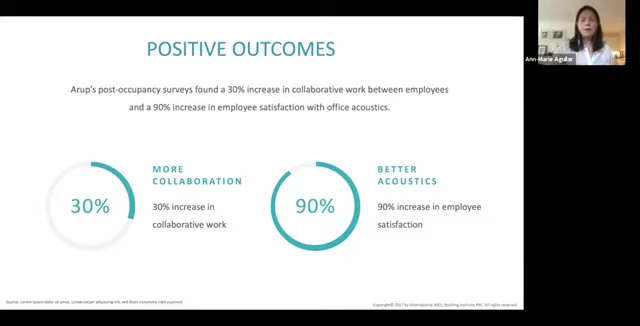 POSITIVE OUTCOMES
Arup's post-occupancy surveys found a 30% increase in collaborative work between employees
and a 90% increase in employee satisfaction with office acoustics.
30%
MORE
COLLABORATION
30% increase in
collaborative work
90%
BETTER
ACOUSTICS
90% increase in employee
satisfaction
Ann-Marie Aguilar
Source: Lorem ipsum dolor sit amet, consectetuer adipiscing elit, sed diam nonummy nibh euismod
Copyright© 2017 by International WELL Building Institute PBC. All rights reserved.